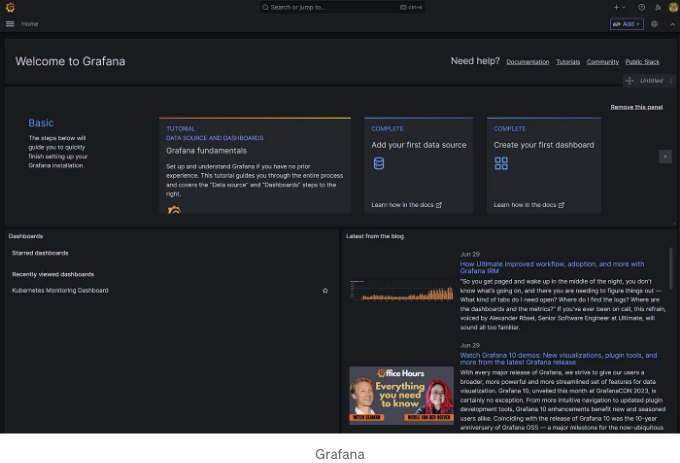 Search or jump to...
ctrl+k
Home
Add
Welcome to Grafana
Need help?
Documentation
Tutorials
Community
Public Slack
Untitled
Remove this panel
Basic
The steps below will
guide you to quickly
finish setting up your
Grafana installation.
TUTORIAL
DATA SOURCE AND DASHBOARDS
Grafana fundamentals
Set up and understand Grafana if you have no prior
experience. This tutorial guides you through the entire process
and covers the "Data source" and "Dashboards" steps to the
right.
COMPLETE
Add your first data source
Learn how in the docs
COMPLETE
Create your first dashboard
Learn how in the docs
Dashboards
Starred dashboards
Recently viewed dashboards
Kubernetes Monitoring Dashboard
Latest from the blog
Jun 29
How Ultimate improved workflow, adoption, and more with
Grafana IRM
"So you get paged and wake up in the middle of the night, you don't
know what's going on, and there you are needing to figure things out —
What kind of tabs do I need open? Where do I find the logs? Where are
the dashboards and the metrics?" If you've ever been on call, this refrain,
voiced by Alexander Rösel, Senior Software Engineer at Ultimate, will
sound all too familiar.
Jun 29
Watch Grafana 10 demos: New visualizations, plugin tools, and
more from the latest Grafana release
Office Hours
Everything
you need
to know
MITCH SEAMAN
NICOLE VAN DER HOEVEN
With every major release of Grafana, we strive to give our users a
broader, more powerful and more streamlined set of features for data
visualization. Grafana 10, unveiled this month at GrafanaCON 2023, is
certainly no exception. From more intuitive navigation to updated plugin
development tools, Grafana 10 enhancements benefit new and seasoned
users alike. Coinciding with the release of Grafana 10 was the 10-year
anniversary of Grafana OSS — a major milestone for the now-ubiquitous
Grafana